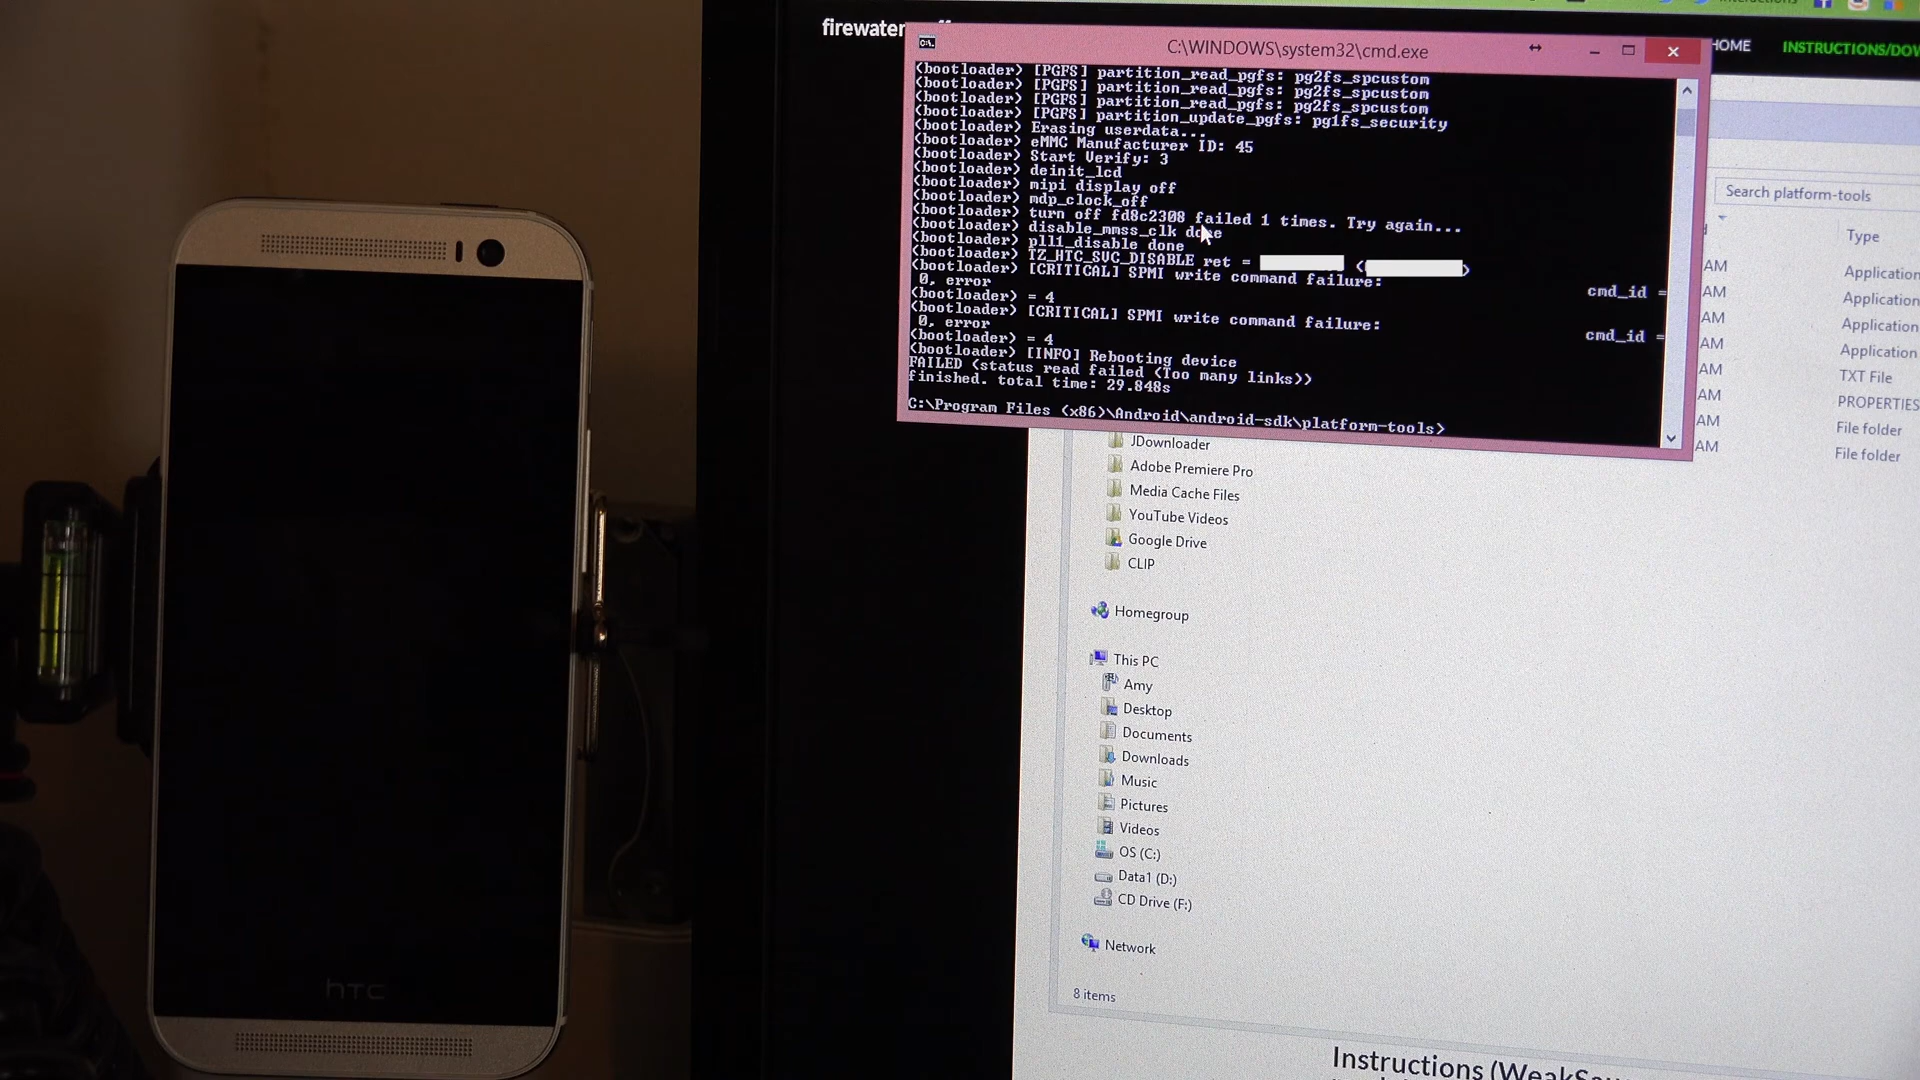 firewater
HOME
INSTRUCTIONS/DOW
C:\WINDOWS\system32\cmd.exe
(bootloader) [PGFS] partition_read_pgfs: pg2fs_spcustom
(bootloader) [PGFS] partition_read_pgfs: pg2fs_spcustom
(bootloader) [PGFS] partition_read_pgfs: pg2fs_spcustom
(bootloader) [PGFS] partition_update_pgfs: pg1fs_security
(bootloader) Erasing userdata...
(bootloader) eMMC Manufacturer ID: 45
(bootloader) Start Verify: 3
(bootloader) deinit_lcd
(bootloader) mipi display off
(bootloader) mdp_clock_off
(bootloader) turn off fd8c2308 failed 1 times. Try again...
(bootloader) disable_mmss_clk done
(bootloader) pll1_disable done
(bootloader) TZ_HTC_SVC_DISABLE ret = ( )
(bootloader) [CRITICAL] SPMI write command failure: cmd_id =
0, error
(bootloader) = 4
(bootloader) [CRITICAL] SPMI write command failure: cmd_id =
0, error
(bootloader) = 4
(bootloader) [INFO] Rebooting device
FAILED (status read failed (Too many links))
finished. total time: 29.848s
C:\Program Files (x86)\Android\android-sdk\platform-tools>
Search platform-tools
Type
AM Application
AM Application
AM Application
AM Application
AM TXT File
AM PROPERTIES
AM File folder
AM File folder
JDownloader
Adobe Premiere Pro
Media Cache Files
YouTube Videos
Google Drive
CLIP
Homegroup
This PC
Amy
Desktop
Documents
Downloads
Music
Pictures
Videos
OS (C:)
Data1 (D:)
CD Drive (F:)
Network
8 items
Instructions
hTC